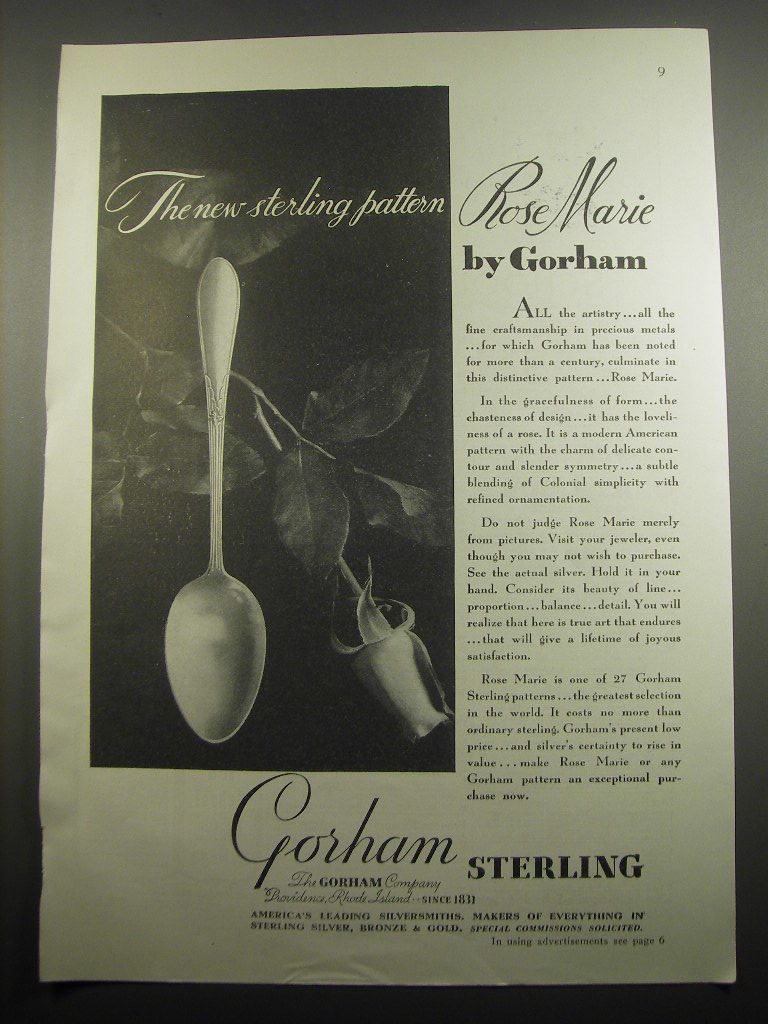 9
The new sterling pattern Rose Marie
by Gorham
ALL the artistry...all the
fine craftsmanship in precious metals
...for which Gorham has been noted
for more than a century, culminate in
this distinctive pattern...Rose Marie.
In the gracefulness of form...the
chasteness of design...it has the loveli-
ness of a rose. It is a modern American
pattern with the charm of delicate con-
tour and slender symmetry...a subtle
blending of Colonial simplicity with
refined ornamentation.
Do not judge Rose Marie merely
from pictures. Visit your jeweler, even
though you may not wish to purchase.
See the actual silver. Hold it in your
hand. Consider its beauty of line...
proportion...balance...detail. You will
realize that here is true art that endures
...that will give a lifetime of joyous
satisfaction.
Rose Marie is one of 27 Gorham
Sterling patterns...the greatest selection
in the world. It costs no more than
ordinary sterling. Gorham's present low
price...and silver's certainty to rise in
value...make Rose Marie or any
Gorham pattern an exceptional pur-
chase now.
Gorham STERLING
The GORHAM Company
Providence, Rhode Island--SINCE 1831
AMERICA'S LEADING SILVERSMITHS. MAKERS OF EVERYTHING IN
STERLING SILVER, BRONZE & GOLD. SPECIAL COMMISSIONS SOLICITED.
In using advertisements see page 6